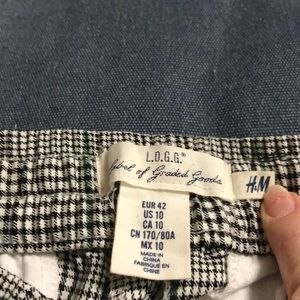 L.O.G.G.®
Label of Graded Goods
H&M
EUR 42
US 10
CA 10
CN 170/80A
MX 10
MADE IN
CHINA
FABRIQUÉ EN
CHINE